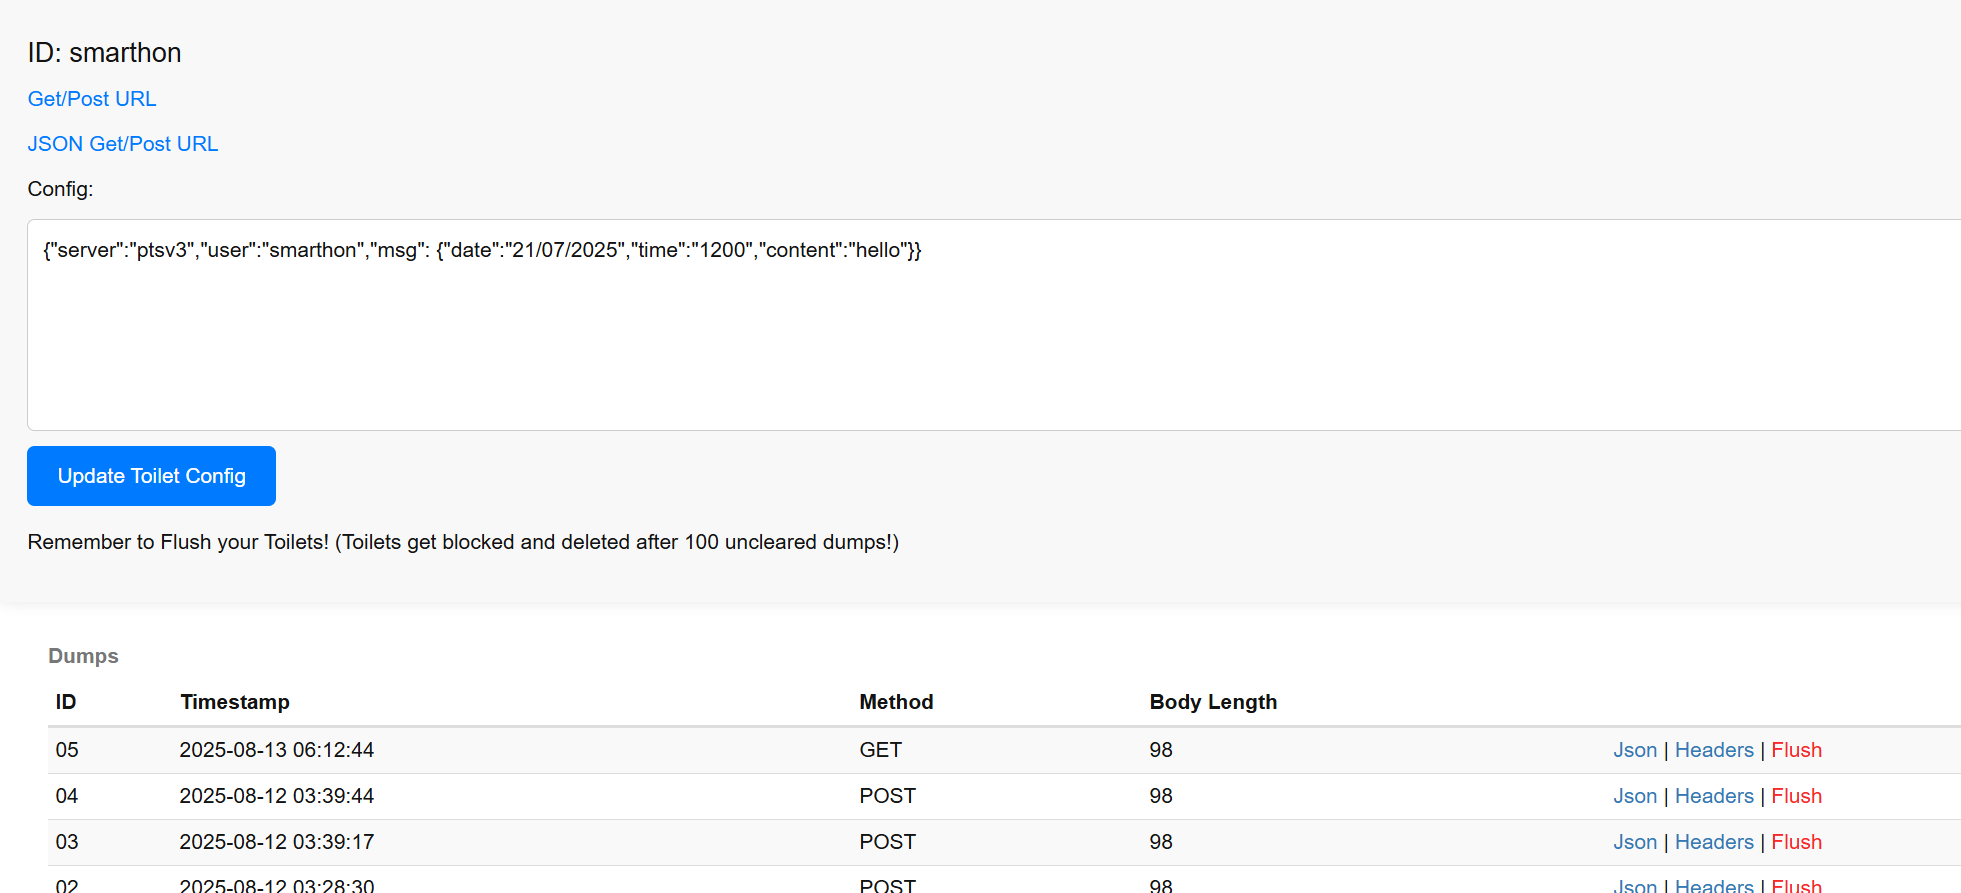 ID: smarthon
Get/Post URL
JSON Get/Post URL
Config:
{"server":"ptsv3","user":"smarthon","msg": {"date":"21/07/2025","time":"1200","content":"hello"}}
Update Toilet Config
Remember to Flush your Toilets! (Toilets get blocked and deleted after 100 uncleared dumps!)
Dumps
ID Timestamp Method Body Length
05 2025-08-13 06:12:44 GET 98 Json | Headers | Flush
04 2025-08-12 03:39:44 POST 98 Json | Headers | Flush
03 2025-08-12 03:39:17 POST 98 Json | Headers | Flush
02 2025-08-12 03:28:30 POST 98 Json | Headers | Flush